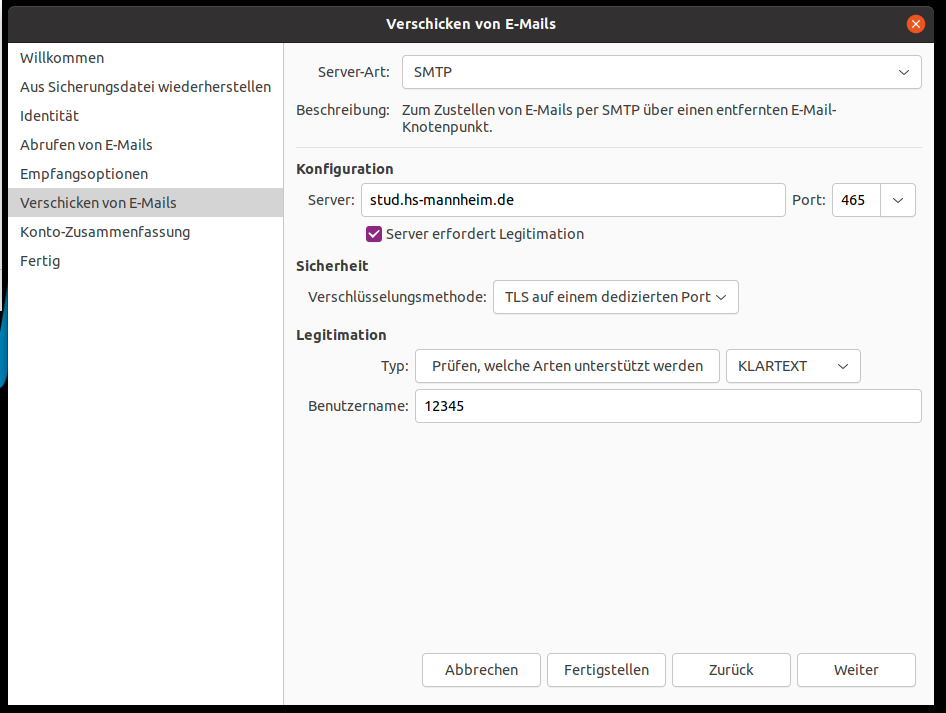 Verschicken von E-Mails
Willkommen
Aus Sicherungsdatei wiederherstellen
Identität
Abrufen von E-Mails
Empfangsoptionen
Verschicken von E-Mails
Konto-Zusammenfassung
Fertig
Server-Art: SMTP
Beschreibung: Zum Zustellen von E-Mails per SMTP über einen entfernten E-Mail-
Knotenpunkt.
Konfiguration
Server: stud.hs-mannheim.de Port: 465
Server erfordert Legitimation
Sicherheit
Verschlüsselungsmethode: TLS auf einem dedizierten Port
Legitimation
Typ: Prüfen, welche Arten unterstützt werden KLARTEXT
Benutzername: 12345
Abbrechen Fertigstellen Zurück Weiter